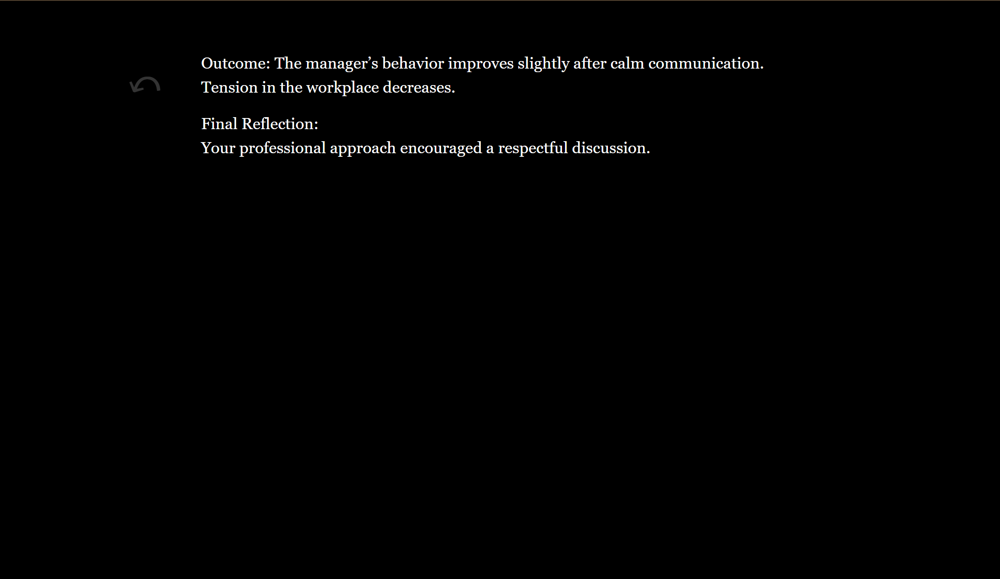 Outcome: The manager’s behavior improves slightly after calm communication.
Tension in the workplace decreases.
Final Reflection:
Your professional approach encouraged a respectful discussion.